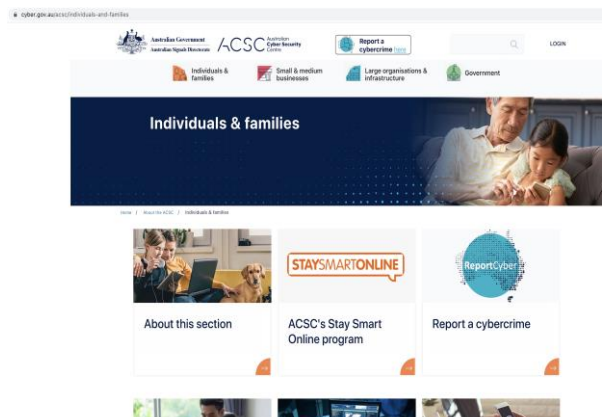 cyber.gov.au/acsc/individuals-and-families
Australian Government
Australian Signals Directorate
ACSC
Australian
Cyber Security
Centre
Report a
cybercrime here
LOGIN
Individuals &
families
Small & medium
businesses
Large organisations &
infrastructure
Government
Individuals & families
Home / About the ACSC / Individuals & families
STAYSMARTONLINE
ReportCyber
About this section
ACSC's Stay Smart
Online program
Report a cybercrime